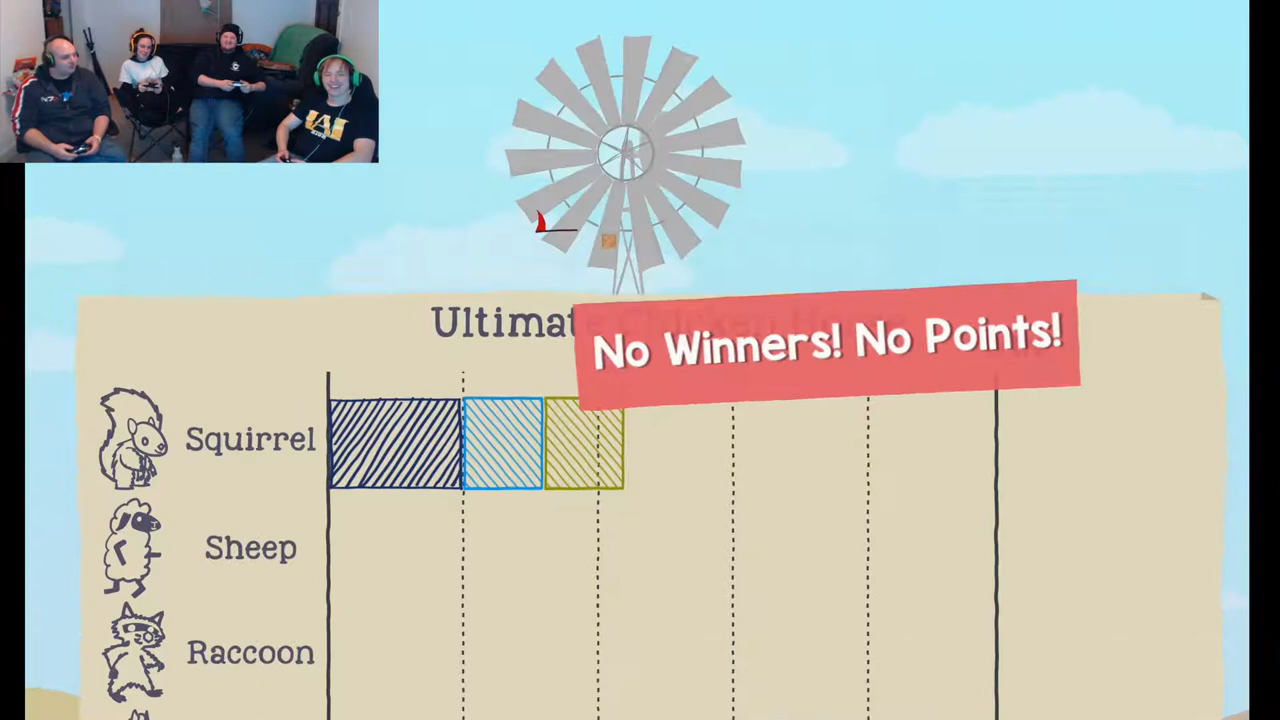 Ultimat
No Winners! No Points!
Squirrel
Sheep
Raccoon